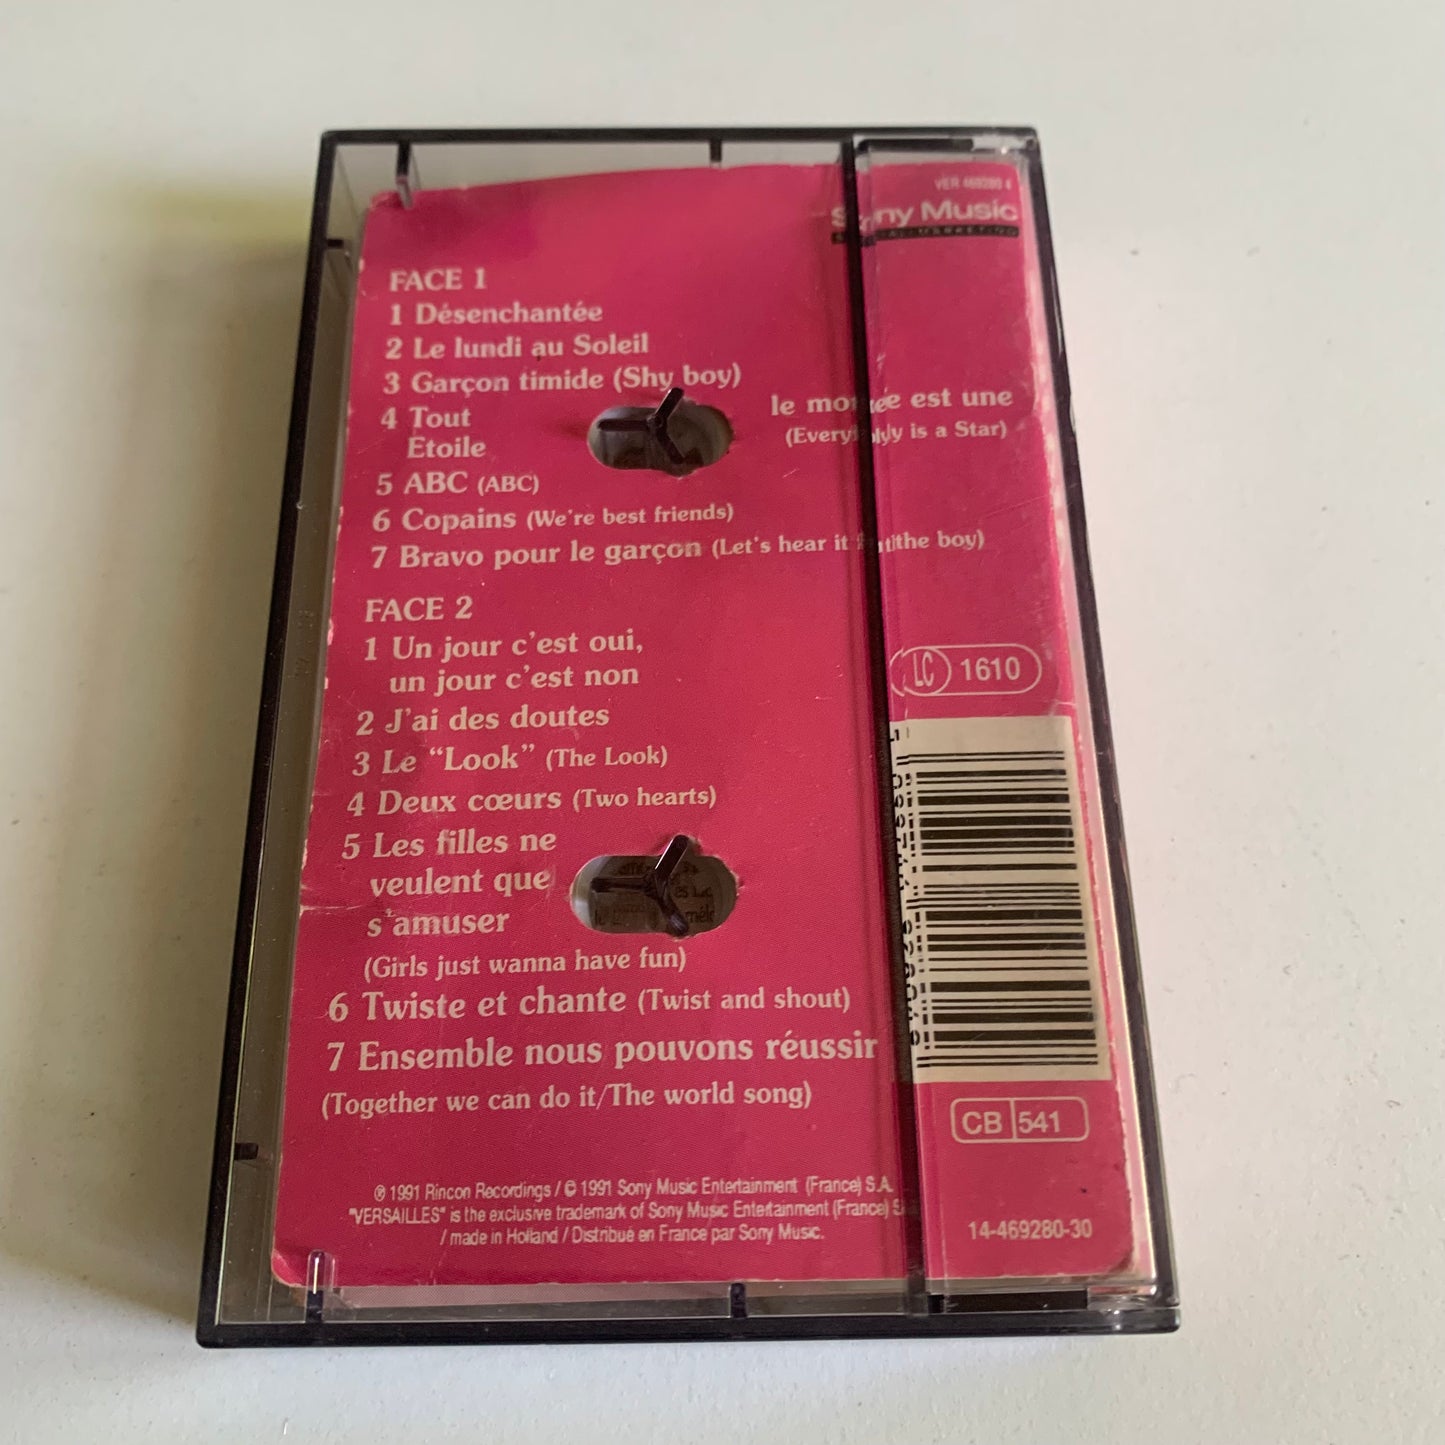 VER 469280 4
Sony Music
FACE 1
1 Désenchantée
2 Le lundi au Soleil
3 Garçon timide (Shy boy)
4 Tout le monde est une
Etoile (Everybody is a Star)
5 ABC (ABC)
6 Copains (We're best friends)
7 Bravo pour le garçon (Let's hear it for the boy)
FACE 2
1 Un jour c'est oui,
un jour c'est non
2 J'ai des doutes
3 Le “Look” (The Look)
4 Deux cœurs (Two hearts)
5 Les filles ne
veulent que
s'amuser
(Girls just wanna have fun)
6 Twiste et chante (Twist and shout)
7 Ensemble nous pouvons réussir
(Together we can do it/The world song)
LC 1610
CB 541
℗ 1991 Rincon Recordings / © 1991 Sony Music Entertainment (France) S.A.
"VERSAILLES" is the exclusive trademark of Sony Music Entertainment (France)
/ made in Holland / Distribué en France par Sony Music.
14-469280-30